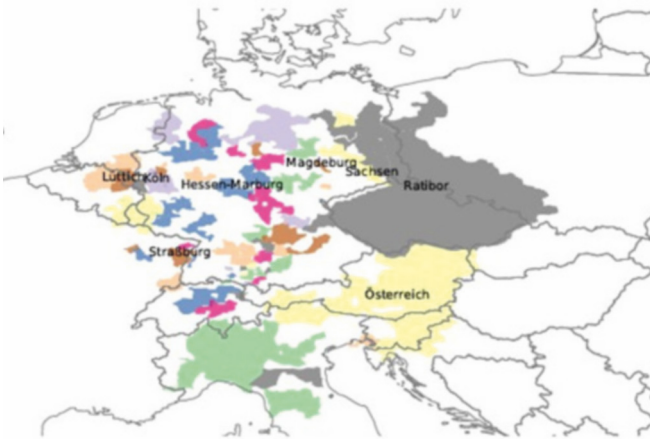 Magdeburg
Sachsen
Lüttich
Köln
Hessen-Marburg
Ratibor
Straßburg
Österreich